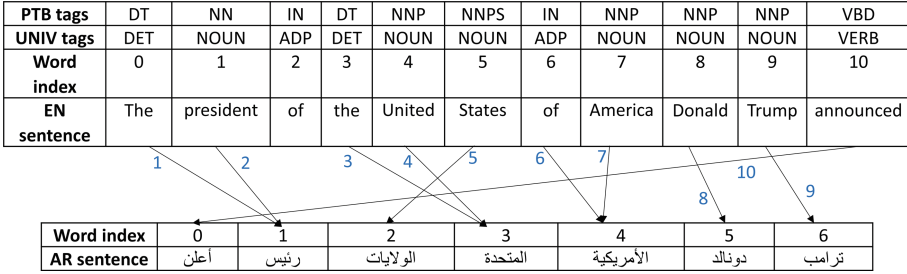 PTB tags DT NN IN DT NNP NNPS IN NNP NNP NNP VBD
UNIV tags DET NOUN ADP DET NOUN NOUN ADP NOUN NOUN NOUN VERB
Word index 0 1 2 3 4 5 6 7 8 9 10
EN sentence The president of the United States of America Donald Trump announced
1 2 3 4 5 6 7 8 10 9
Word index 0 1 2 3 4 5 6
AR sentence أعلن رئيس الولايات المتحدة الأمريكية دونالد ترامب